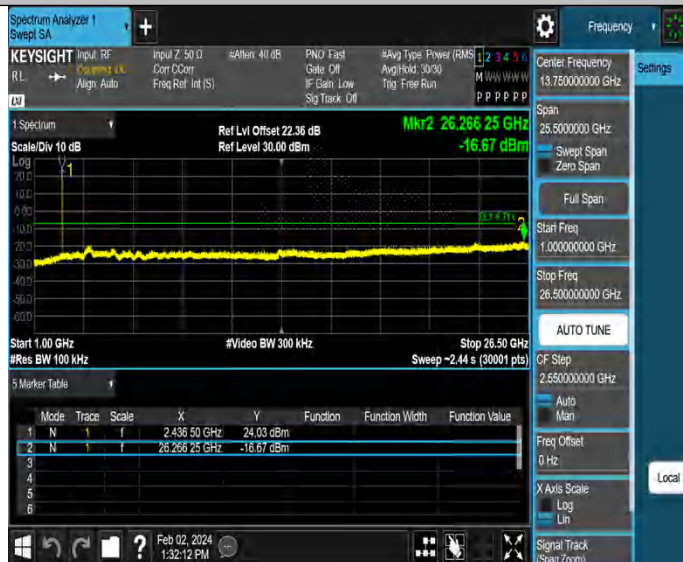 Spectrum Analyzer 1
Swept SA
+
Frequency
KEYSIGHT
RL
Input: RF
Coupling: DC
Align: Auto
Input Z: 50 Ω
Corr CCorr
Freq Ref: Int (S)
#Atten: 40 dB
PNO: Fast
Gate: Off
IF Gain: Low
Sig Track: Off
#Avg Type: Power (RMS
Avg|Hold: 30/30
Trig: Free Run
1 2 3 4 5 6
M W W W W W
P P P P P P
LXI
1 Spectrum
Scale/Div 10 dB
Log
Ref Lvl Offset 22.36 dB
Ref Level 30.00 dBm
Mkr2 26.266 25 GHz
-16.67 dBm
1
2
20.0
10.0
0.00
-10.0
-20.0
-30.0
-40.0
-50.0
-60.0
Start 1.00 GHz
#Res BW 100 kHz
#Video BW 300 kHz
Stop 26.50 GHz
Sweep ~2.44 s (30001 pts)
5 Marker Table
Mode Trace Scale X Y Function Function Width Function Value
1 N 1 f 2.436 50 GHz 24.03 dBm
2 N 1 f 26.266 25 GHz -16.67 dBm
3
4
5
6
Feb 02, 2024
1:32:12 PM
?
Center Frequency
13.750000000 GHz
Span
25.5000000 GHz
Swept Span
Zero Span
Full Span
Start Freq
1.000000000 GHz
Stop Freq
26.500000000 GHz
AUTO TUNE
CF Step
2.550000000 GHz
Auto
Man
Freq Offset
0 Hz
X Axis Scale
Log
Lin
Signal Track
(Span Zoom)
Settings
Local